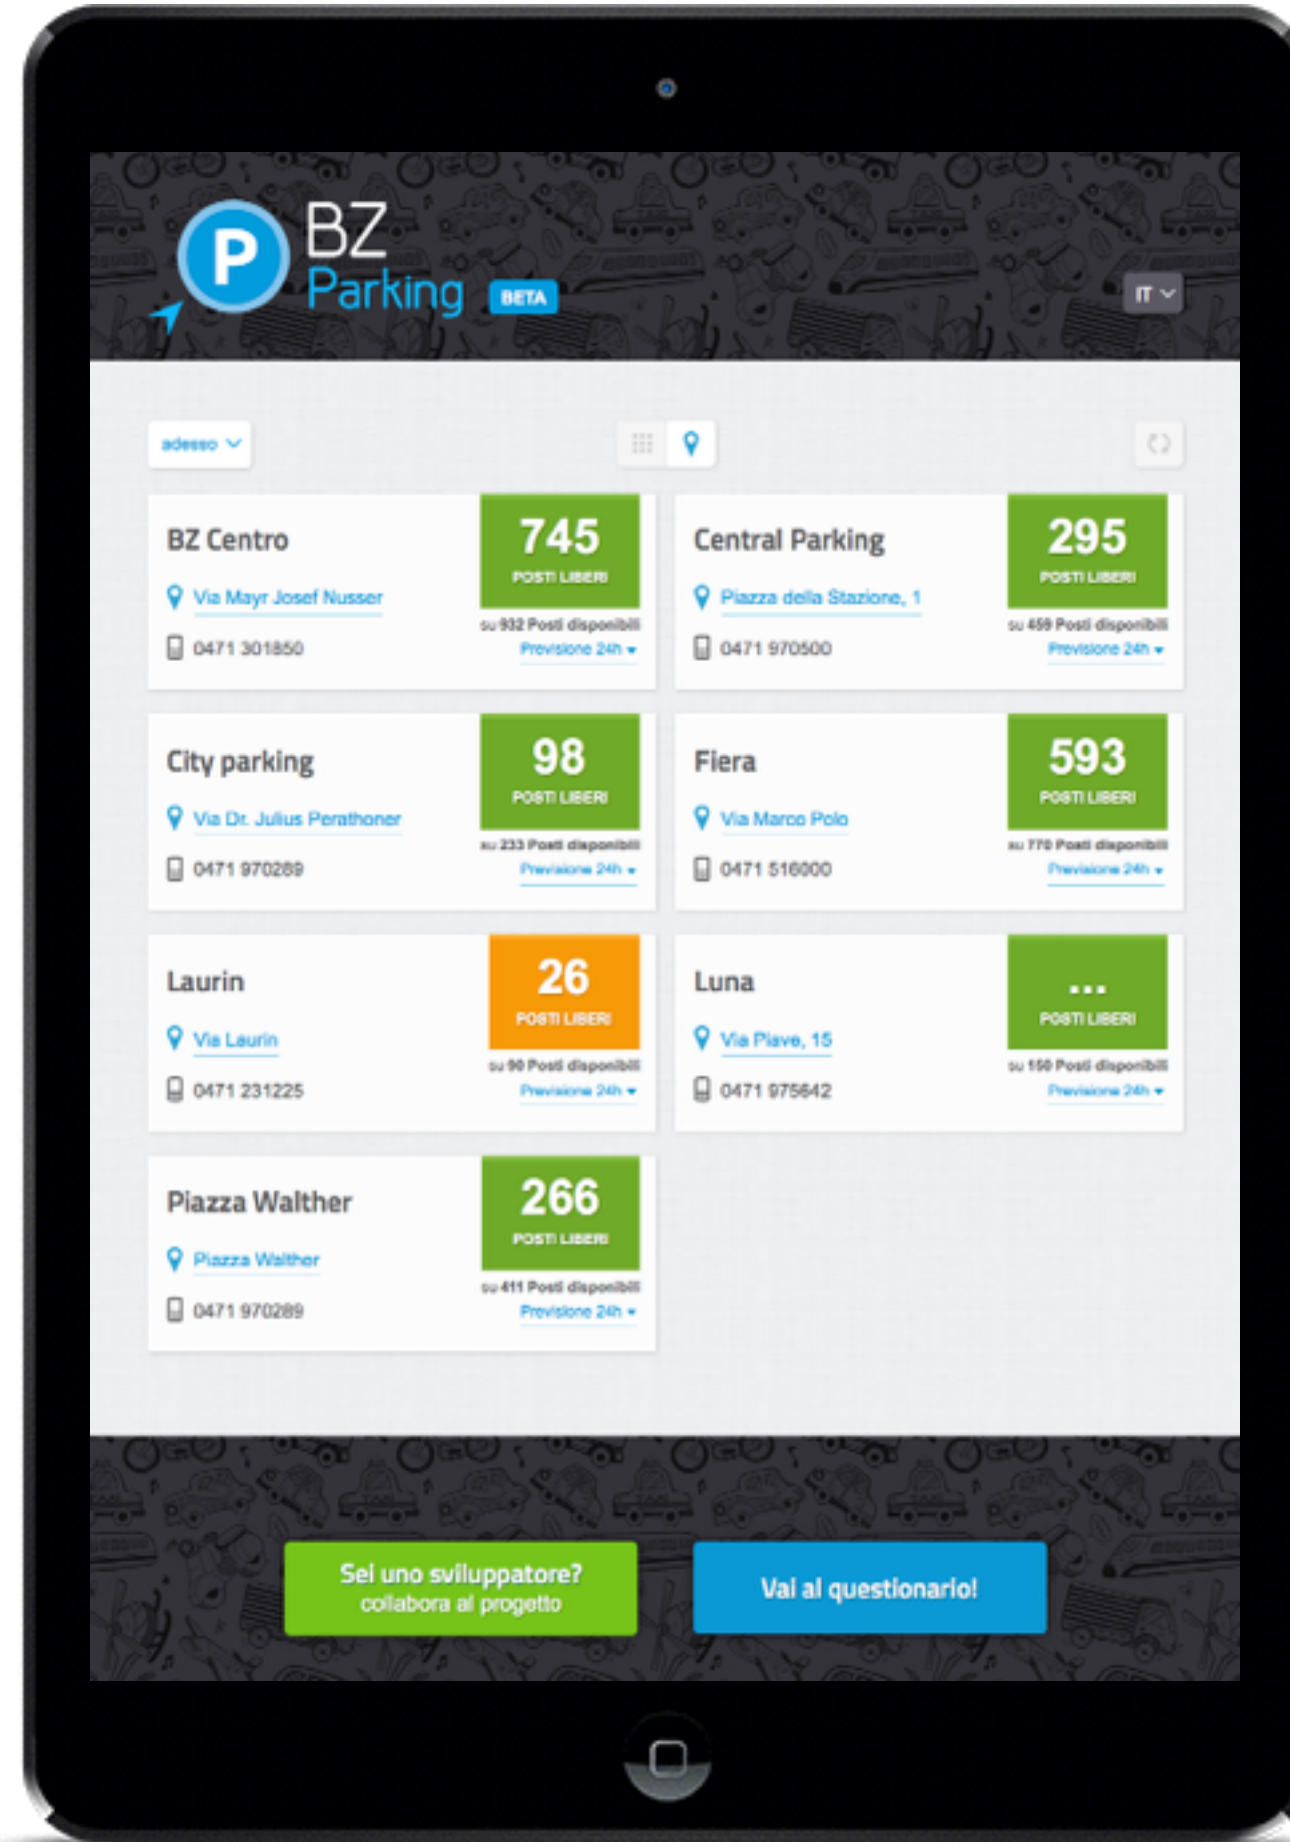 P
BZ
Parking BETA
IT
adesso
BZ Centro
745
POSTI LIBERI
Via Mayr Josef Nusser
su 932 Posti disponibili
0471 301850
Previsione 24h
Central Parking
295
POSTI LIBERI
Piazza della Stazione, 1
su 459 Posti disponibili
0471 970500
Previsione 24h
City parking
98
POSTI LIBERI
Via Dr. Julius Perathoner
su 233 Posti disponibili
0471 970289
Previsione 24h
Fiera
593
POSTI LIBERI
Via Marco Polo
su 770 Posti disponibili
0471 516000
Previsione 24h
Laurin
26
POSTI LIBERI
Via Laurin
su 90 Posti disponibili
0471 231225
Previsione 24h
Luna
...
POSTI LIBERI
Via Piave, 15
su 150 Posti disponibili
0471 975642
Previsione 24h
Piazza Walther
266
POSTI LIBERI
Piazza Walther
su 411 Posti disponibili
0471 970289
Previsione 24h
Sei uno sviluppatore?
collabora al progetto
Vai al questionario!